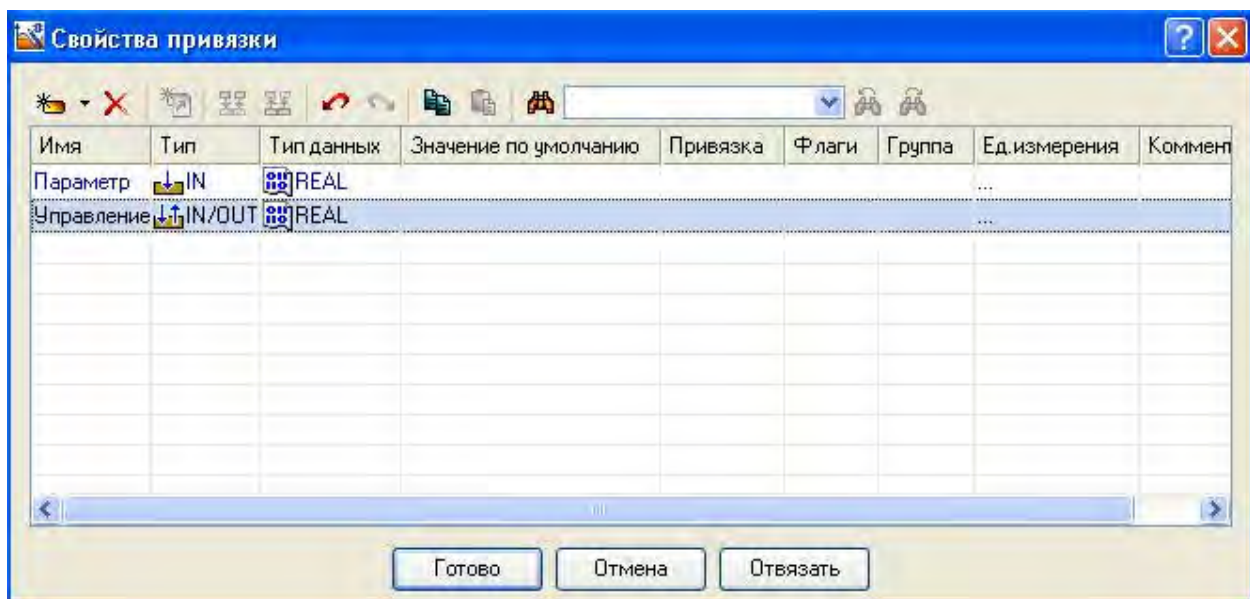 Свойства привязки
Имя Тип Тип данных Значение по умолчанию Привязка Флаги Группа Ед.измерения Коммент
Параметр IN REAL ...
Управление IN/OUT REAL ...
Готово Отмена Отвязать